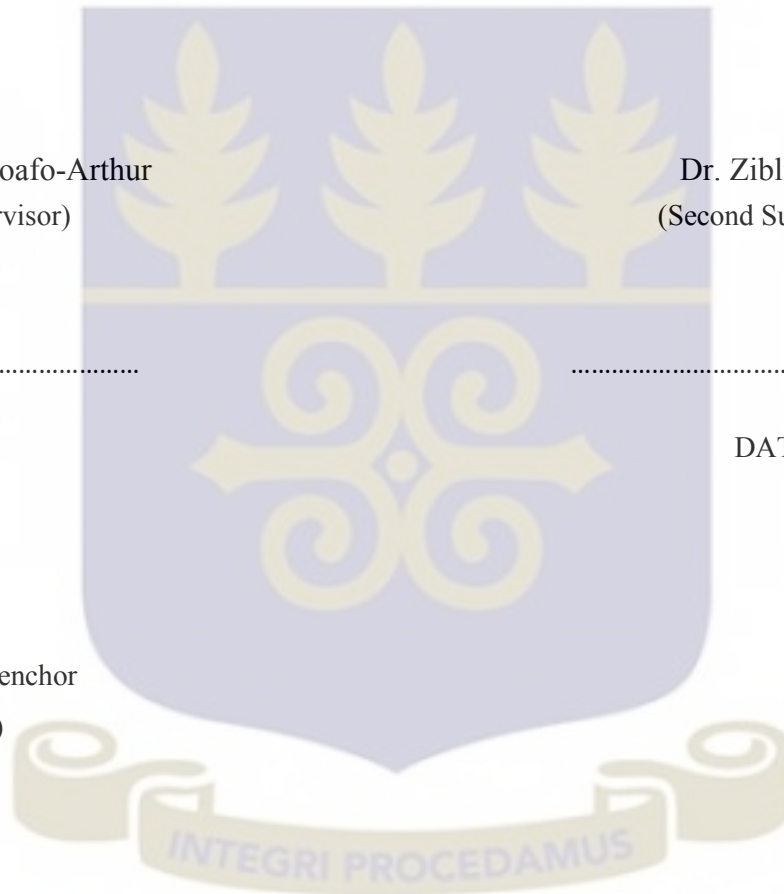 oafo-Arthur Dr. Zibl
rvisor) (Second Su
....................... ..............................
DAT
enchor
)
INTEGRI PROCEDAMUS